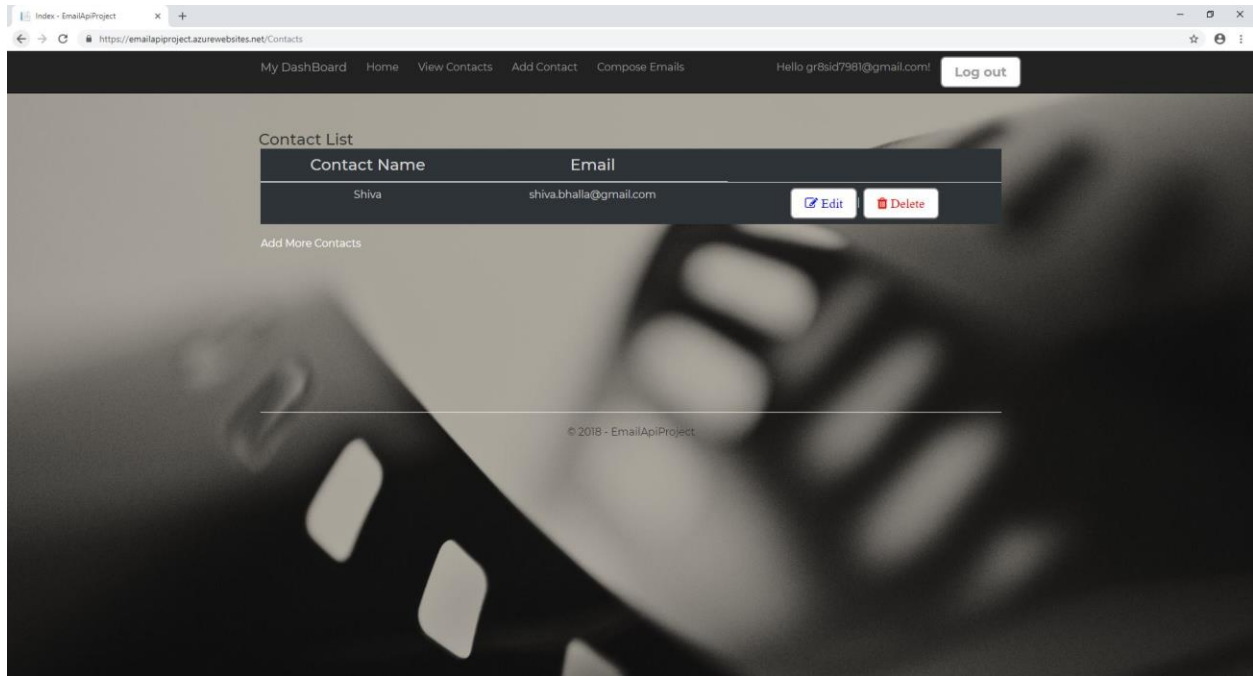 Index - EmailApiProject
https://emailapiproject.azurewebsites.net/Contacts
My DashBoard Home View Contacts Add Contact Compose Emails Hello gr8sid7981@gmail.com! Log out
Contact List
Contact Name Email
Shiva shiva.bhalla@gmail.com Edit | Delete
Add More Contacts
© 2018 - EmailApiProject